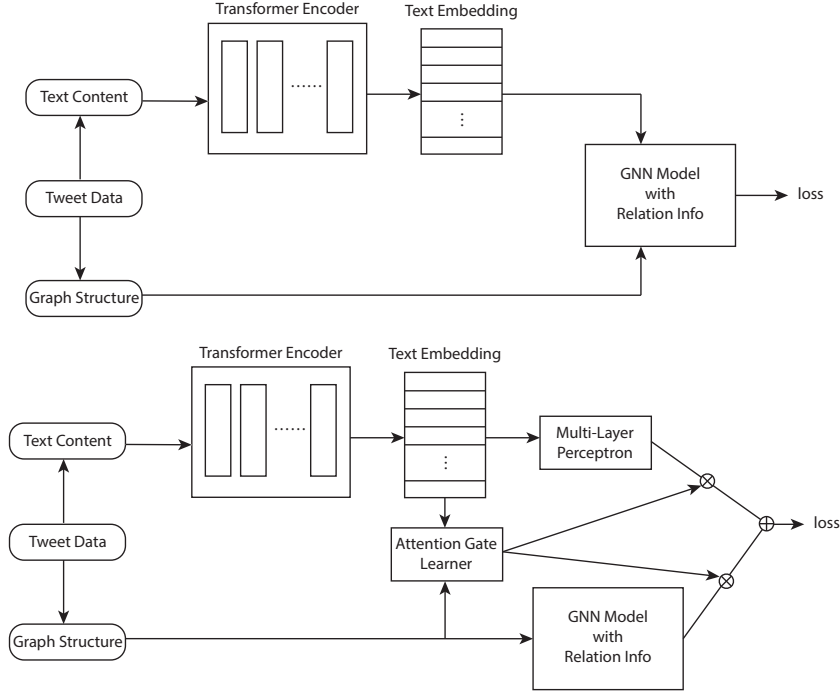 Transformer Encoder
Text Embedding
Text Content
......
⋮
Tweet Data
GNN Model
with
Relation Info
loss
Graph Structure
Transformer Encoder
Text Embedding
Text Content
......
⋮
Multi-Layer
Perceptron
Tweet Data
Attention Gate
Learner
loss
Graph Structure
GNN Model
with
Relation Info